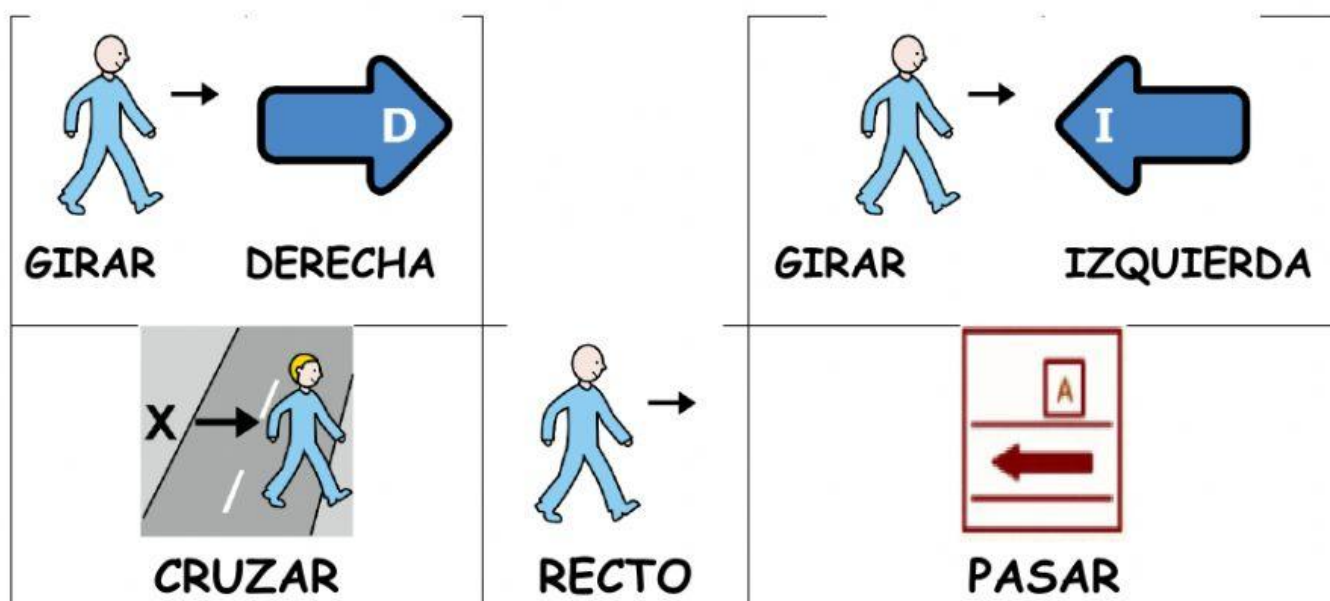 D
I
GIRAR DERECHA
GIRAR IZQUIERDA
X
A
CRUZAR
RECTO
PASAR